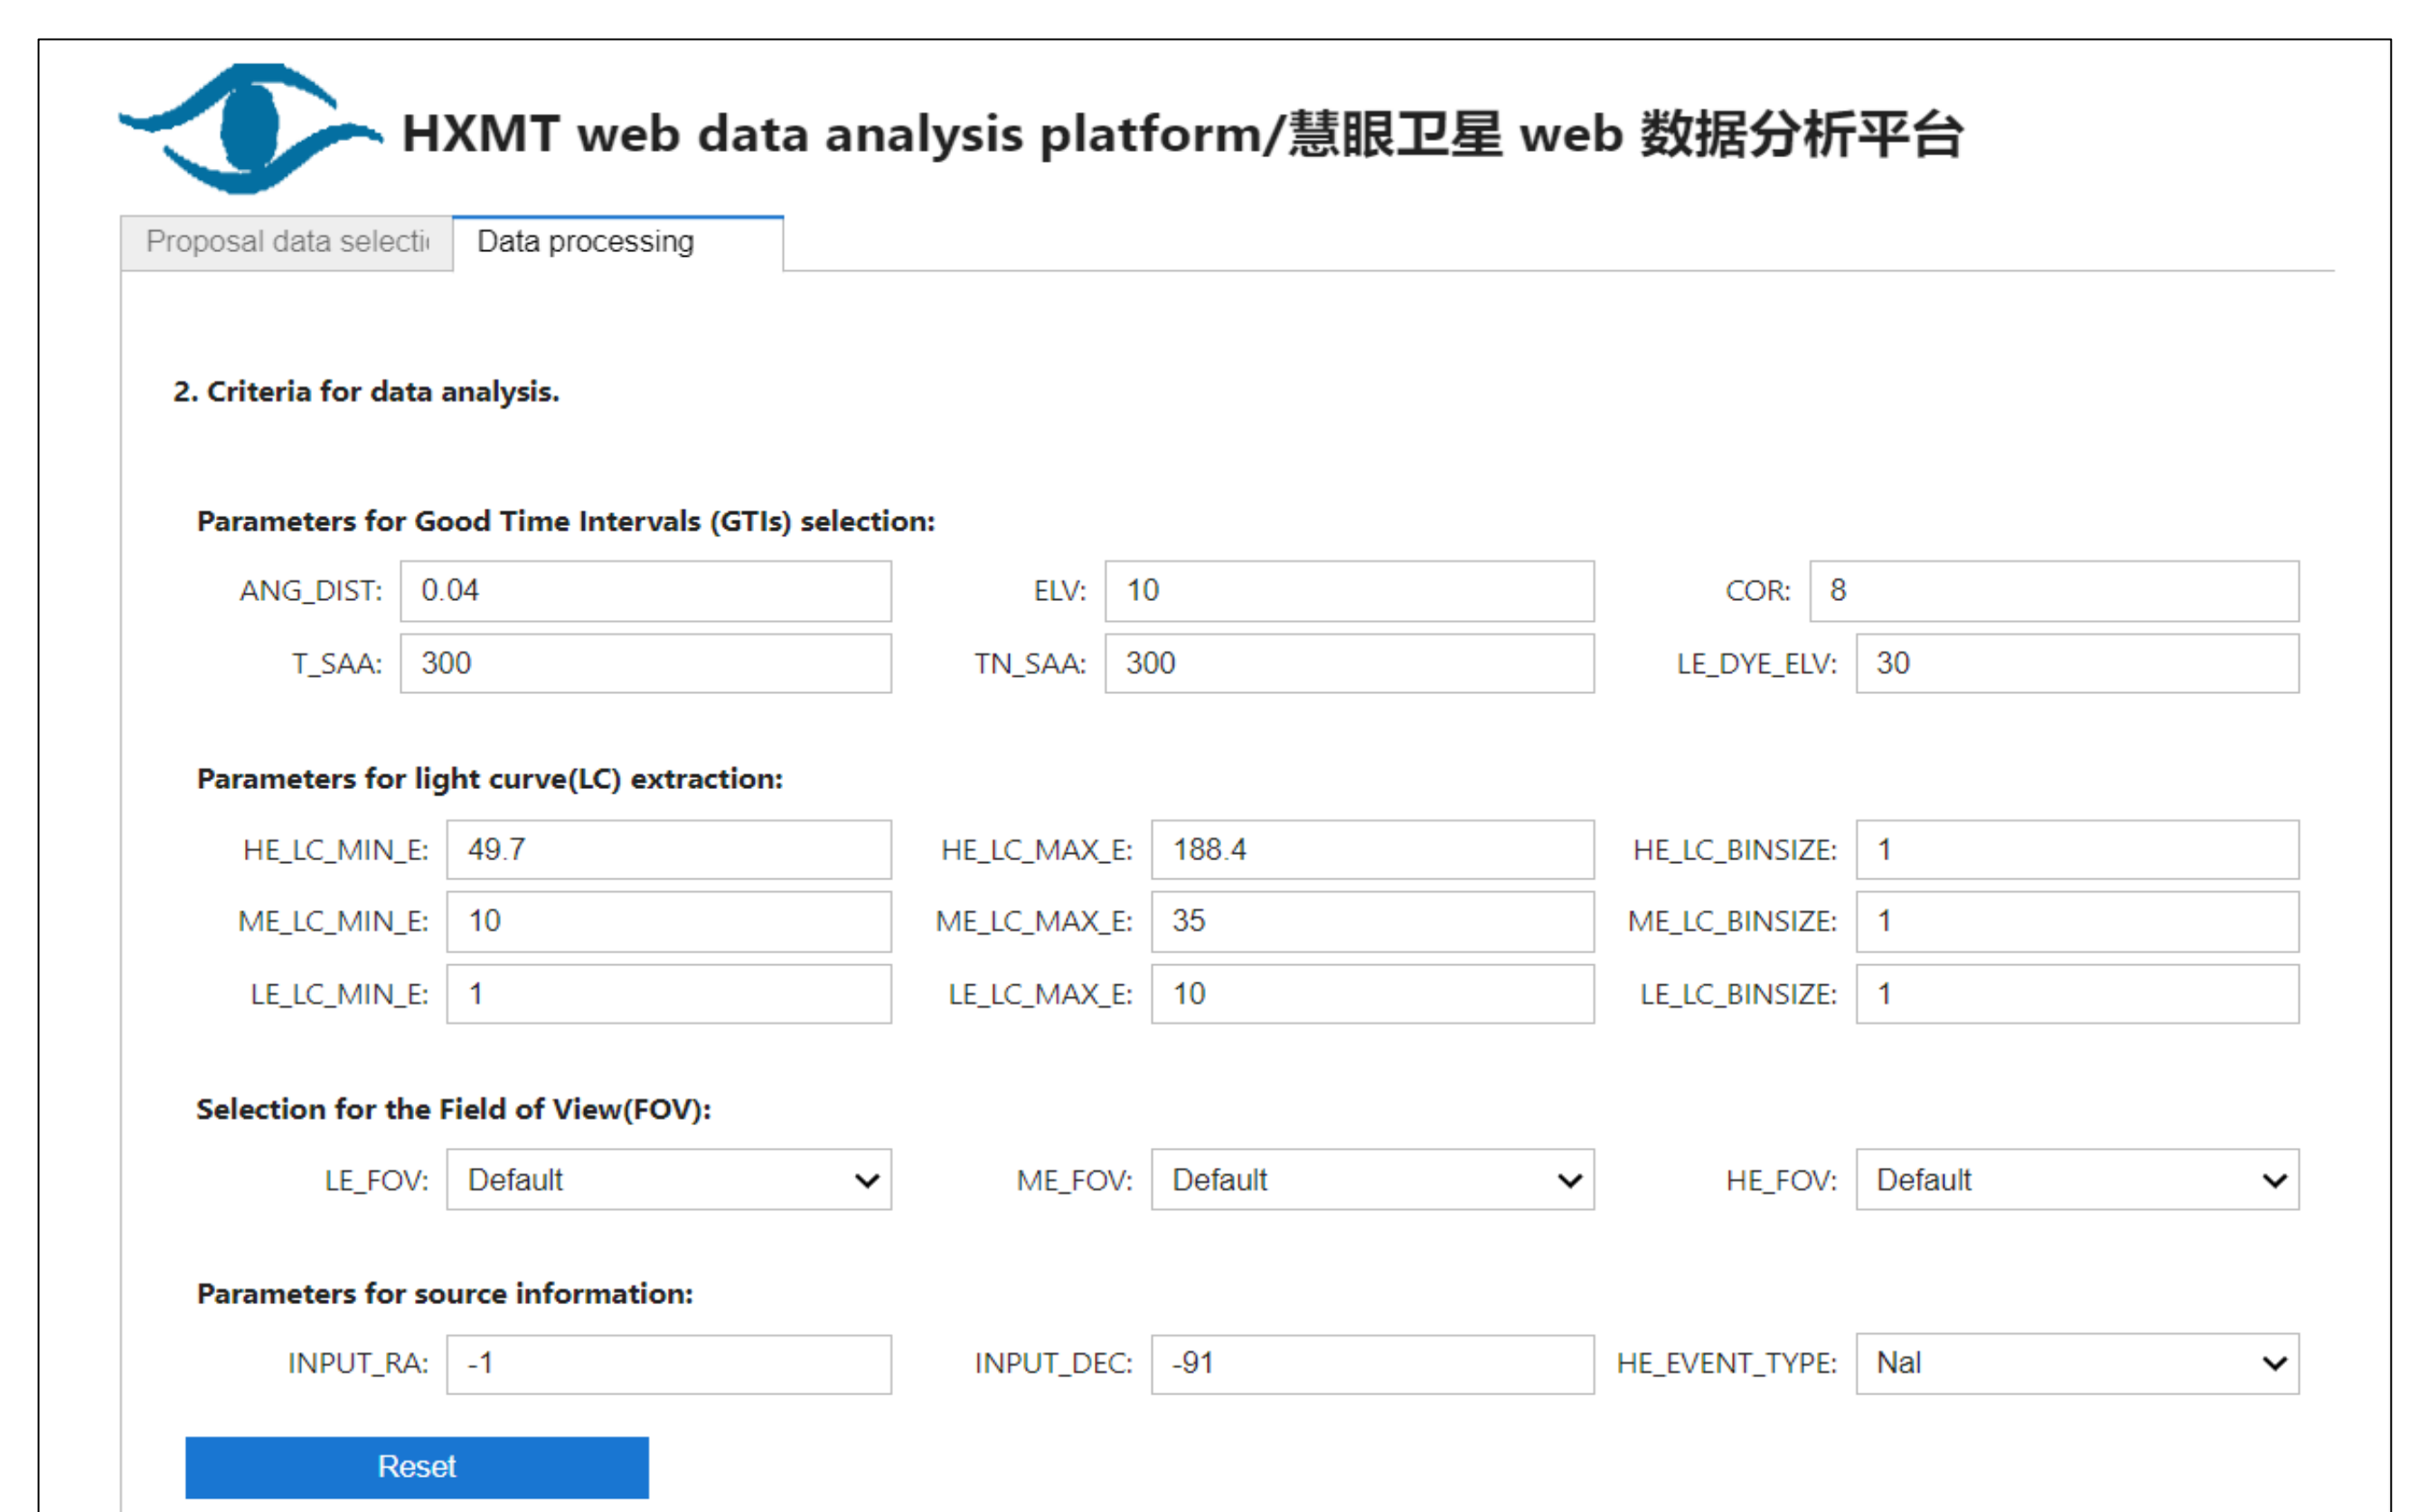 HXMT web data analysis platform/慧眼卫星 web 数据分析平台
Proposal data selecti Data processing
2. Criteria for data analysis.
Parameters for Good Time Intervals (GTIs) selection:
ANG_DIST: 0.04 ELV: 10 COR: 8
T_SAA: 300 TN_SAA: 300 LE_DYE_ELV: 30
Parameters for light curve(LC) extraction:
HE_LC_MIN_E: 49.7 HE_LC_MAX_E: 188.4 HE_LC_BINSIZE: 1
ME_LC_MIN_E: 10 ME_LC_MAX_E: 35 ME_LC_BINSIZE: 1
LE_LC_MIN_E: 1 LE_LC_MAX_E: 10 LE_LC_BINSIZE: 1
Selection for the Field of View(FOV):
LE_FOV: Default ME_FOV: Default HE_FOV: Default
Parameters for source information:
INPUT_RA: -1 INPUT_DEC: -91 HE_EVENT_TYPE: NaI
Reset